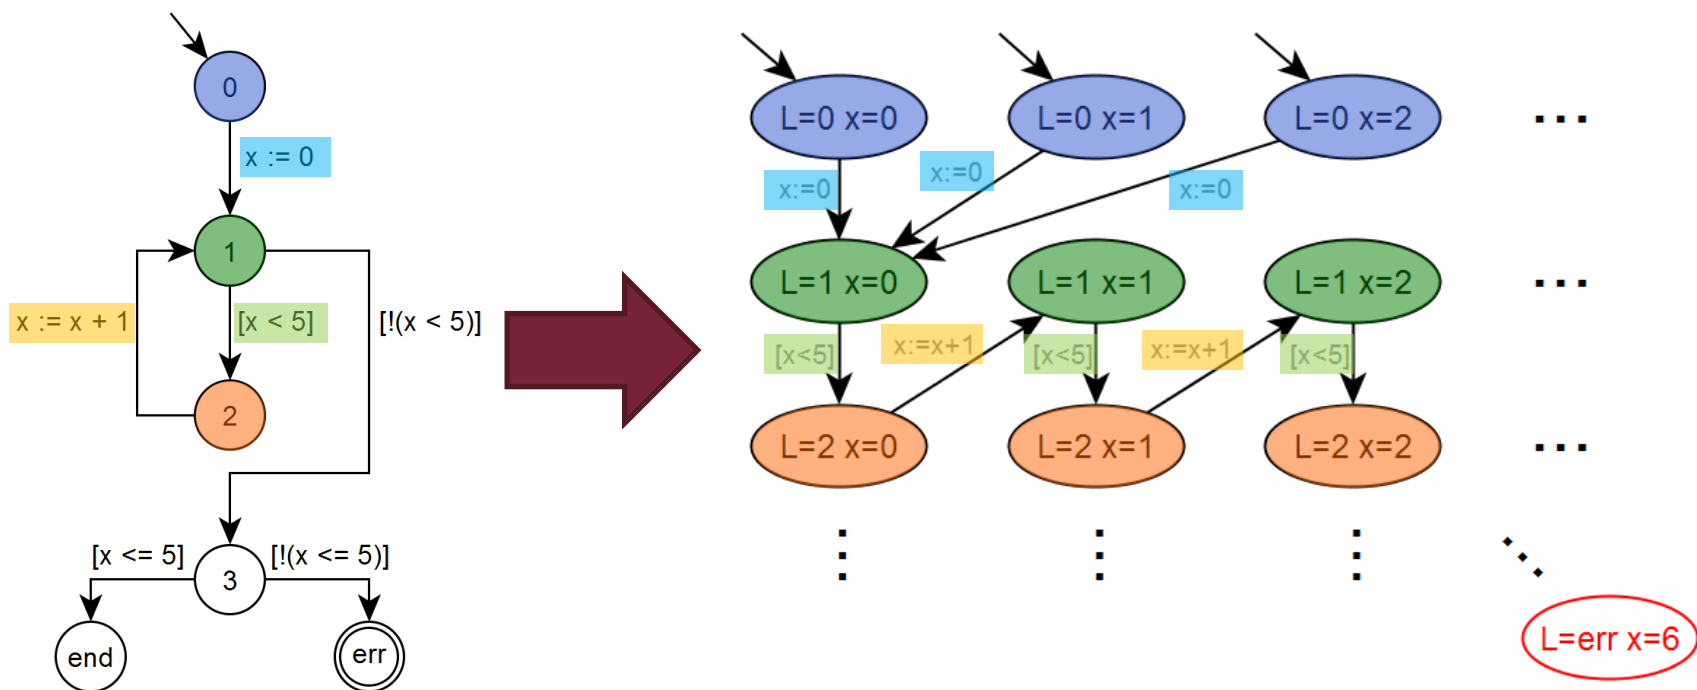 0
x := 0
1
x := x + 1
[x < 5]
[!(x < 5)]
2
[x <= 5]
[!(x <= 5)]
3
end
err
L=0 x=0
L=0 x=1
L=0 x=2
...
x:=0
x:=0
x:=0
L=1 x=0
L=1 x=1
L=1 x=2
...
[x<5]
x:=x+1
[x<5]
x:=x+1
[x<5]
L=2 x=0
L=2 x=1
L=2 x=2
...
L=err x=6